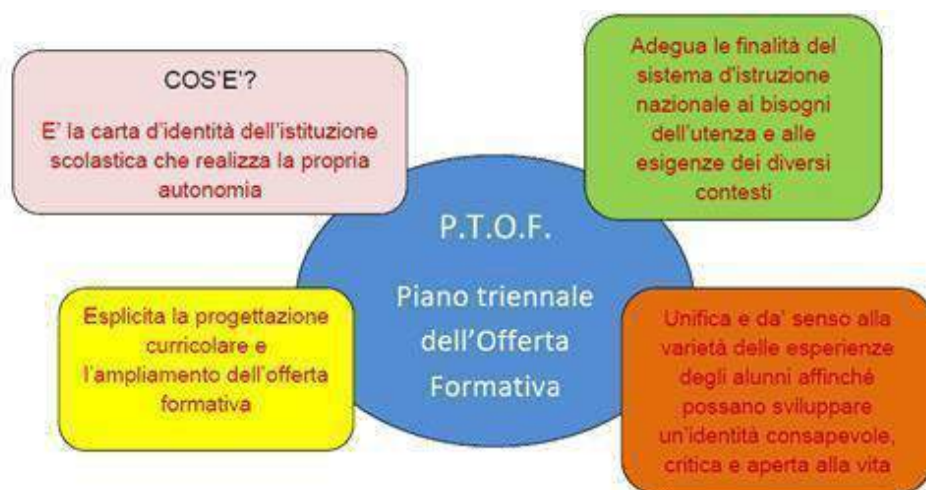 COS'E'?
E' la carta d'identità dell'istituzione
scolastica che realizza la propria
autonomia
Adegua le finalità del
sistema d'istruzione
nazionale ai bisogni
dell'utenza e alle
esigenze dei diversi
contesti
P.T.O.F.
Piano triennale
dell'Offerta
Formativa
Esplicita la progettazione
curricolare e
l'ampliamento dell'offerta
formativa
Unifica e da' senso alla
varietà delle esperienze
degli alunni affinché
possano sviluppare
un'identità consapevole,
critica e aperta alla vita